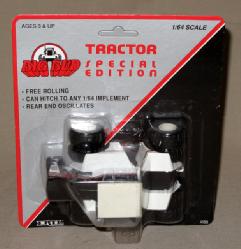 AGES 3 & UP
1/64 SCALE
BIG BUD
TRACTOR
SPECIAL
EDITION
• FREE ROLLING
• CAN HITCH TO ANY 1/64 IMPLEMENT
• REAR END OSCILLATES
ERTL